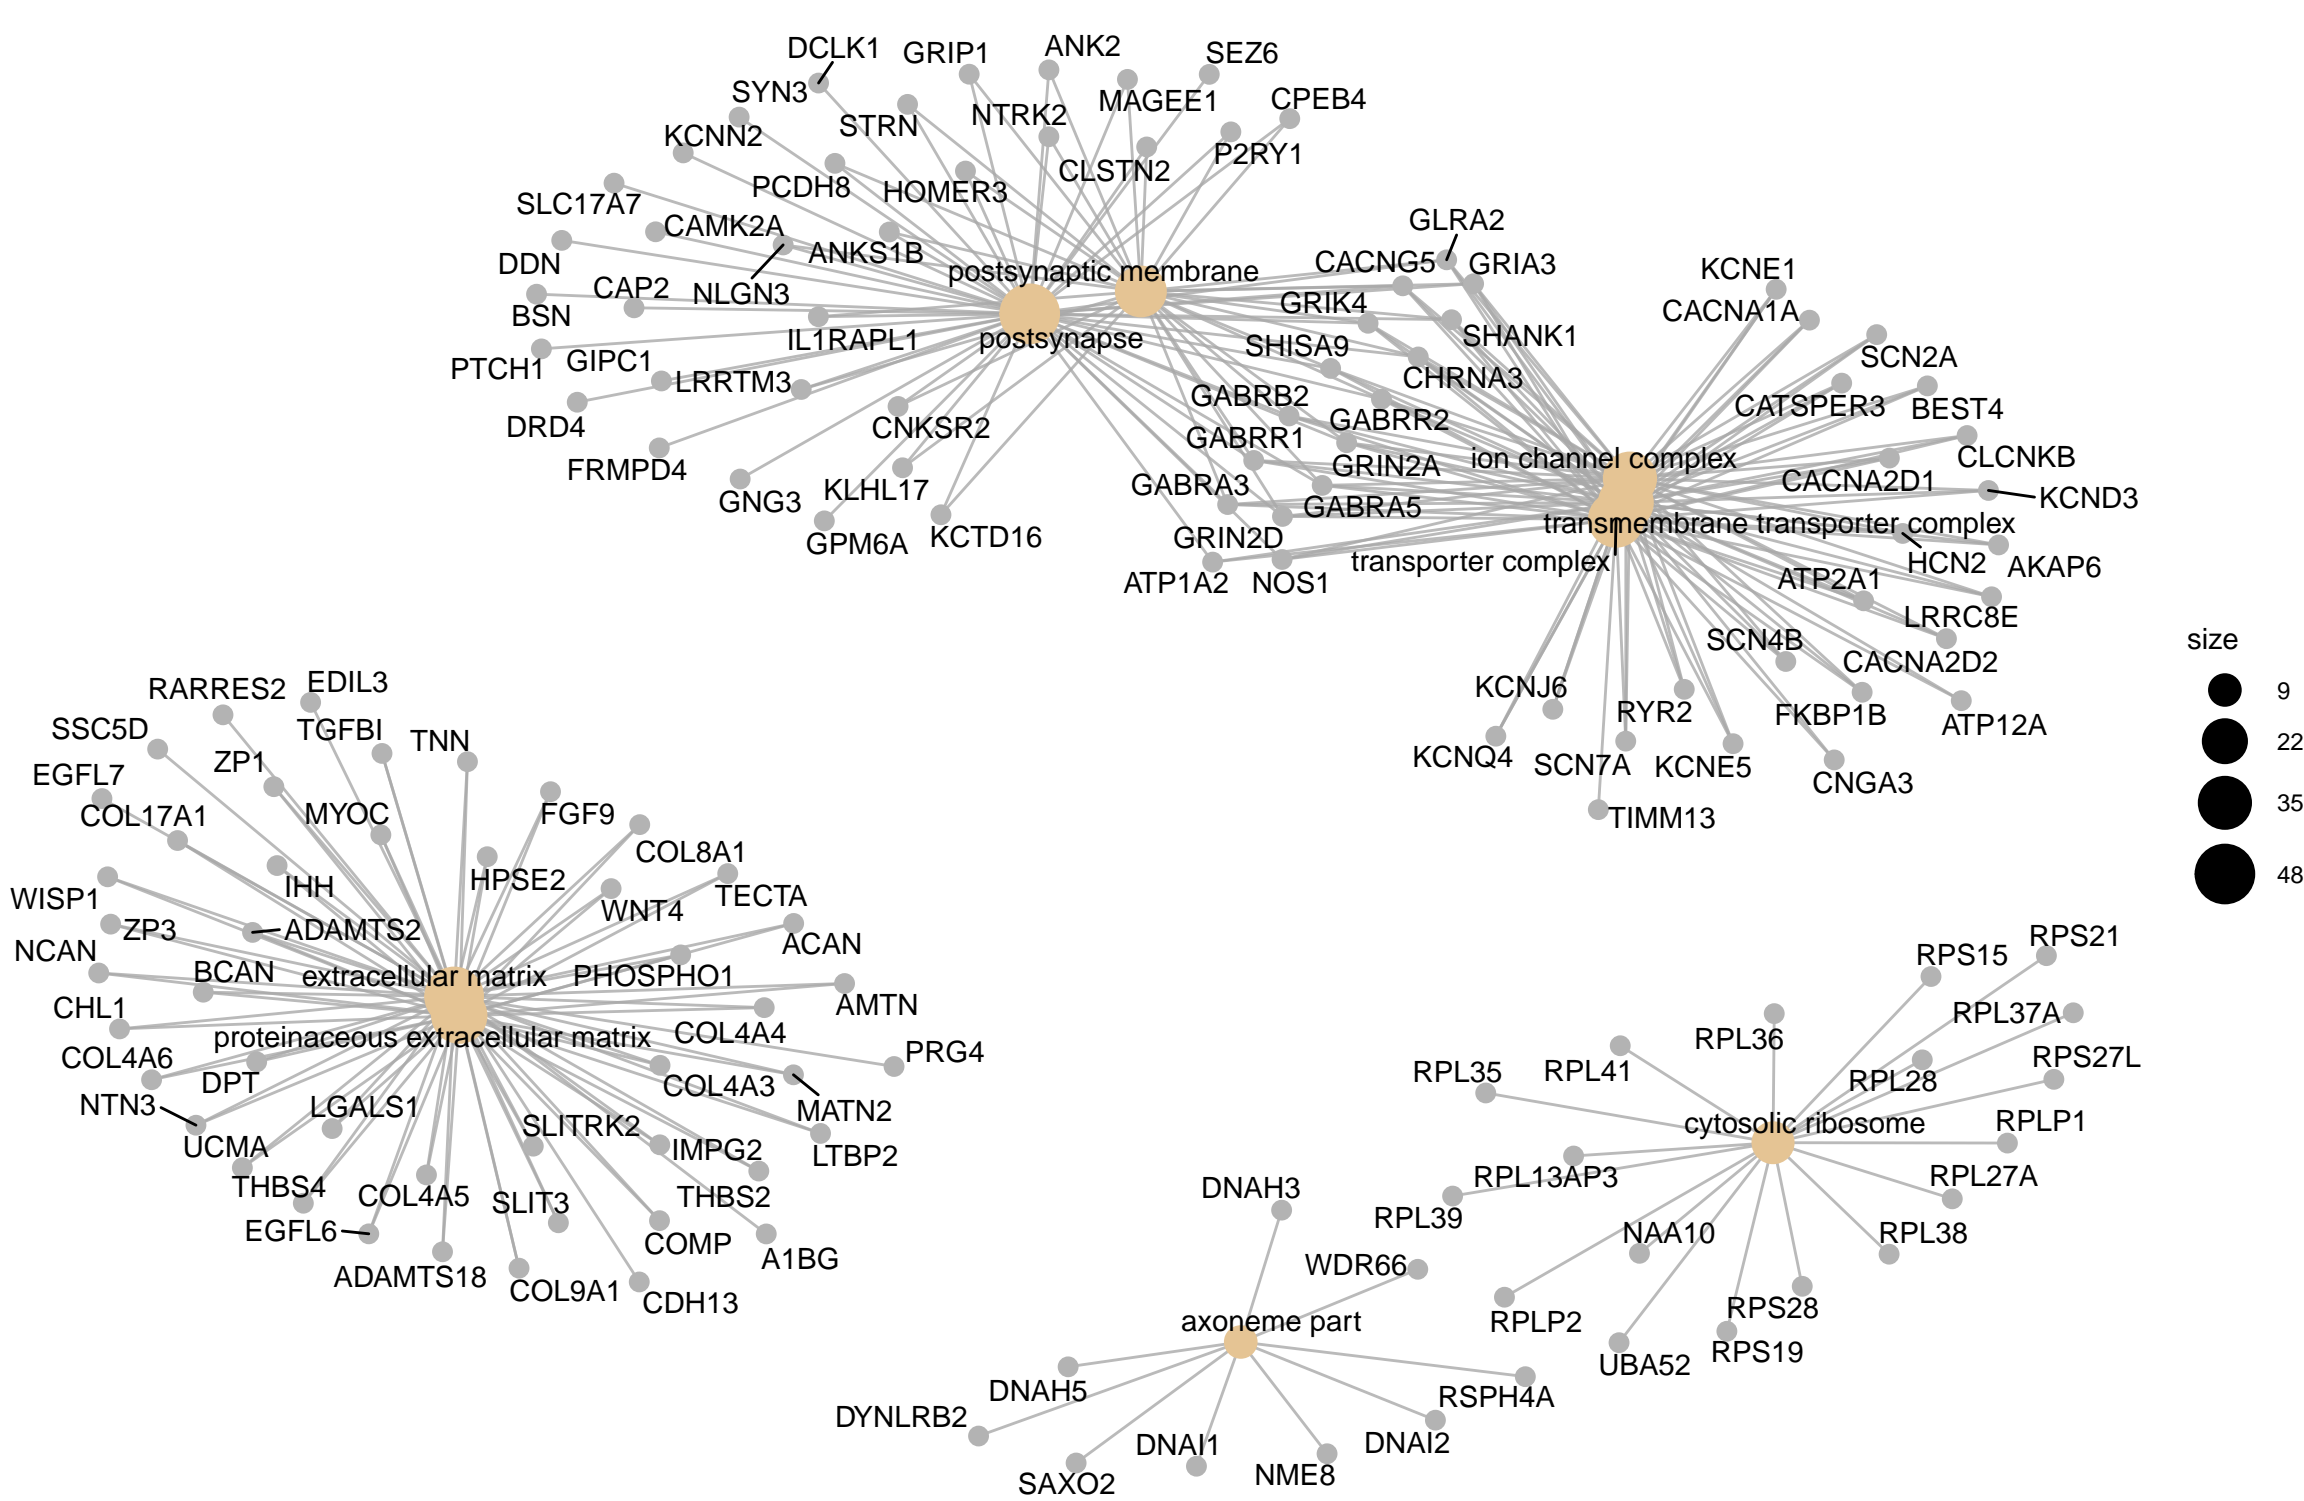 DCLK1
GRIP1
ANK2
SEZ6
SYN3
MAGEE1
CPEB4
STRN
NTRK2
KCNN2
P2RY1
CLSTN2
PCDH8
HOMER3
SLC17A7
CAMK2A
ANKS1B
DDN
NLGN3
CAP2
BSN
IL1RAPL1
PTCH1
GIPC1
LRRTM3
DRD4
FRMPD4
CNKSR2
GNG3
KLHL17
GPM6A
KCTD16
postsynaptic membrane
postsynapse
GLRA2
CACNG5
GRIA3
GRIK4
SHANK1
SHISA9
CHRNA3
GABRB2
GABRR2
GABRR1
GRIN2A
GABRA3
GABRA5
GRIN2D
ATP1A2
NOS1
KCNE1
CACNA1A
SCN2A
CATSPER3
BEST4
ion channel complex
CLCNKB
CACNA2D1
KCND3
transmembrane transporter complex
transporter complex
HCN2
AKAP6
ATP2A1
LRRC8E
SCN4B
CACNA2D2
KCNJ6
RYR2
FKBP1B
ATP12A
KCNQ4
SCN7A
KCNE5
CNGA3
TIMM13
size
9
22
35
48
RARRES2
EDIL3
SSC5D
TGFBI
TNN
ZP1
EGFL7
COL17A1
MYOC
FGF9
COL8A1
IHH
HPSE2
WISP1
WNT4
TECTA
ZP3
ADAMTS2
ACAN
NCAN
BCAN
extracellular matrix
PHOSPHO1
CHL1
AMTN
proteinaceous extracellular matrix
COL4A4
COL4A6
PRG4
DPT
COL4A3
NTN3
LGALS1
MATN2
SLITRK2
UCMA
IMPG2
LTBP2
THBS4
COL4A5
SLIT3
THBS2
EGFL6
COMP
A1BG
ADAMTS18
COL9A1
CDH13
RPS21
RPS15
RPL37A
RPL36
RPS27L
RPL35
RPL41
RPL28
cytosolic ribosome
RPLP1
RPL13AP3
RPL27A
RPL39
NAA10
RPL38
RPLP2
RPS28
UBA52
RPS19
DNAH3
WDR66
axoneme part
DNAH5
RSPH4A
DYNLRB2
DNAI1
DNAI2
SAXO2
NME8